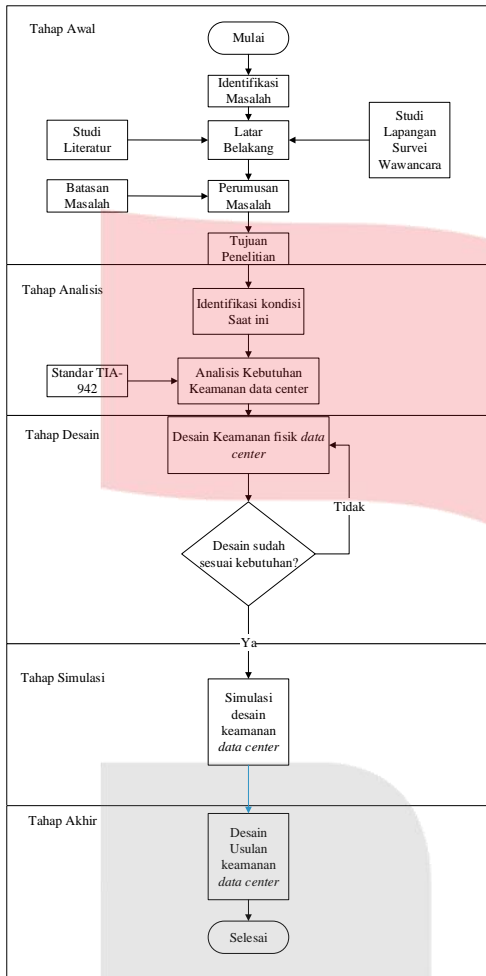 Tahap Awal
Mulai
Identifikasi
Masalah
Studi
Literatur
Latar
Belakang
Studi
Lapangan
Survei
Wawancara
Batasan
Masalah
Perumusan
Masalah
Tujuan
Penelitian
Tahap Analisis
Identifikasi kondisi
Saat ini
Standar TIA-
942
Analisis Kebutuhan
Keamanan data center
Tahap Desain
Desain Keamanan fisik data
center
Tidak
Desain sudah
sesuai kebutuhan?
Ya
Tahap Simulasi
Simulasi
desain
keamanan
data center
Tahap Akhir
Desain
Usulan
keamanan
data center
Selesai